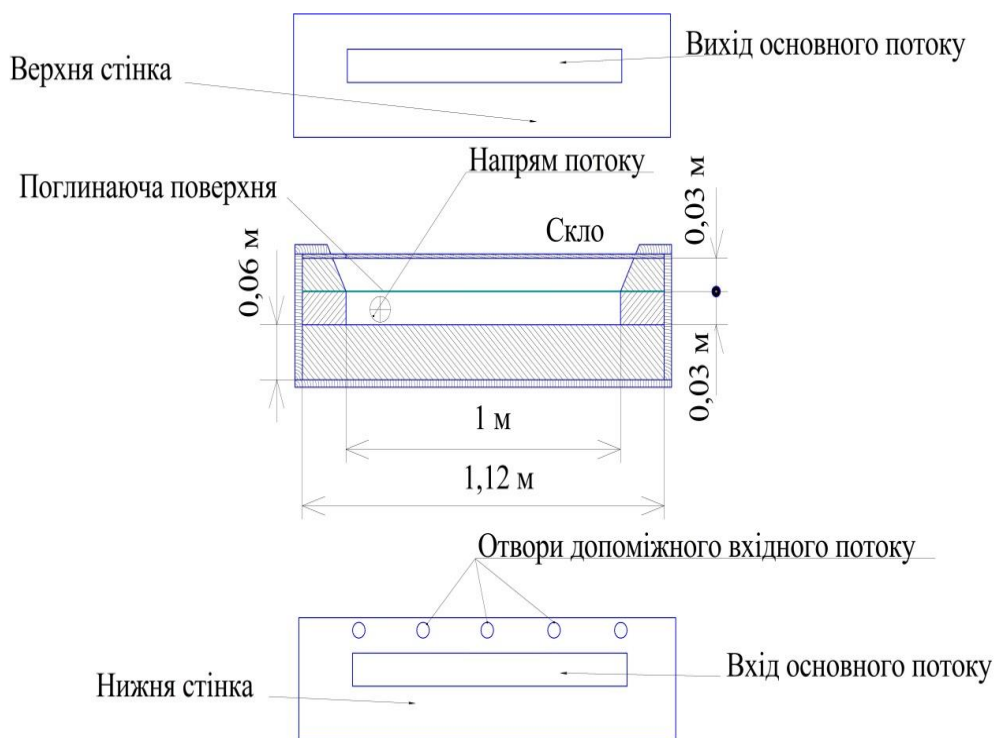 Вихід основного потоку
Верхня стінка
Напрям потоку
Поглинаюча поверхня
0,03 м
Скло
0,06 м
0,03 м
1 м
1,12 м
Отвори допоміжного вхідного потоку
Вхід основного потоку
Нижня стінка